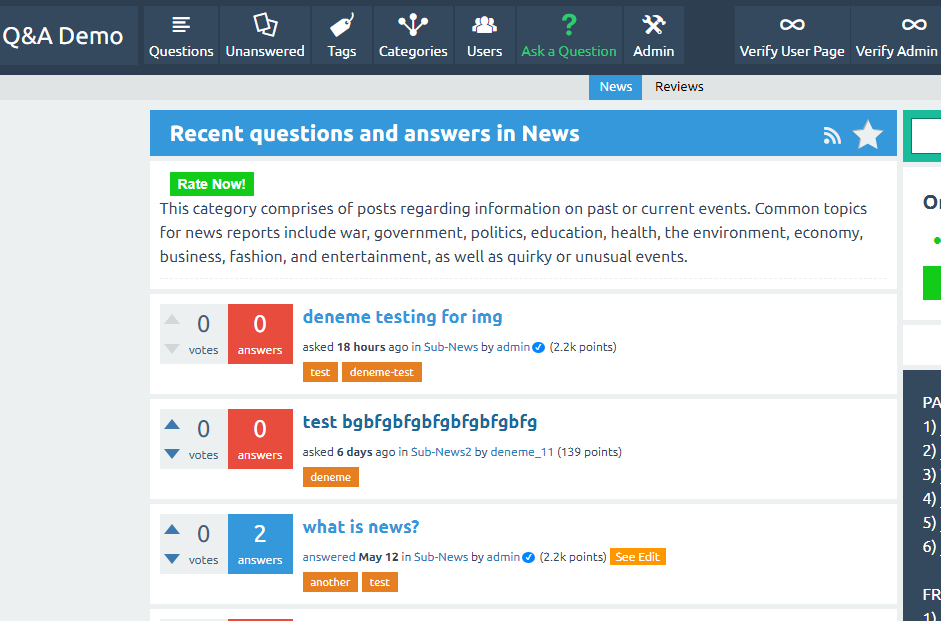 Q&A Demo
Questions
Unanswered
Tags
Categories
Users
?
Ask a Question
Admin
Verify User Page
Verify Admin
News
Reviews
Recent questions and answers in News
Rate Now!
This category comprises of posts regarding information on past or current events. Common topics
for news reports include war, government, politics, education, health, the environment, economy,
business, fashion, and entertainment, as well as quirky or unusual events.
0
votes
0
answers
deneme testing for img
asked 18 hours ago in Sub-News by admin (2.2k points)
test
deneme-test
0
votes
0
answers
test bgbfgbfgbfgbfgbfgbfg
asked 6 days ago in Sub-News2 by deneme_11 (139 points)
deneme
0
votes
2
answers
what is news?
answered May 12 in Sub-News by admin (2.2k points) See Edit
another
test
PA
1)
2)
3)
4)
5)
6)
FR
1)